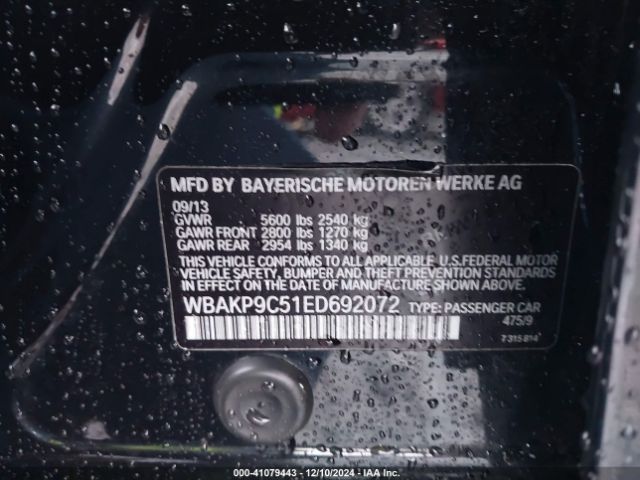 MFD BY BAYERISCHE MOTOREN WERKE AG
09/13
GVWR 5600 lbs 2540 kg
GAWR FRONT 2800 lbs 1270 kg
GAWR REAR 2954 lbs 1340 kg
THIS VEHICLE CONFORMS TO ALL APPLICABLE U.S.FEDERAL MOTOR
VEHICLE SAFETY, BUMPER AND THEFT PREVENTION STANDARDS
IN EFFECT ON THE DATE OF MANUFACTURE SHOWN ABOVE.
WBAKP9C51ED692072 TYPE: PASSENGER CAR
475/9
7 315 814
000-41079443 — 12/10/2024 — IAA Inc.